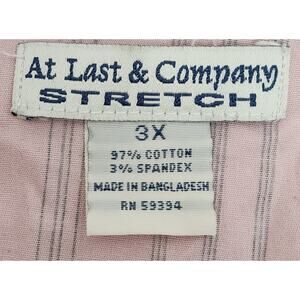 At Last & Company
STRETCH
3X
97% COTTON
3% SPANDEX
MADE IN BANGLADESH
RN 59394